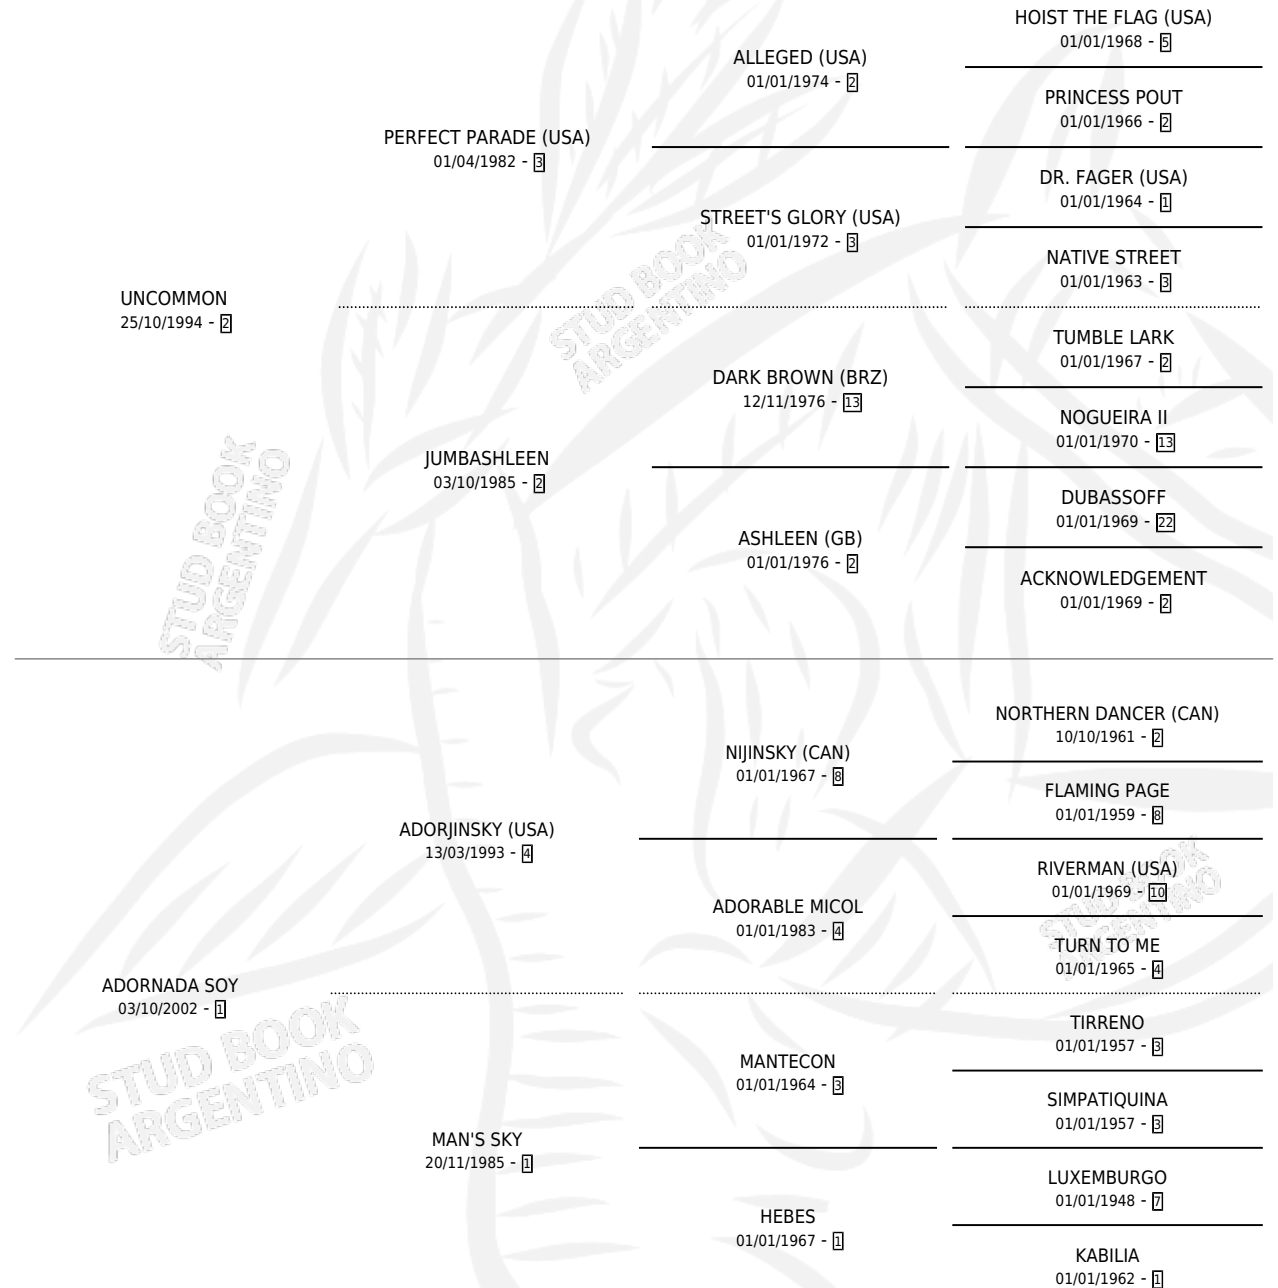 HOIST THE FLAG (USA)
01/01/1968 - 5
ALLEGED (USA)
01/01/1974 - 2
PRINCESS POUT
01/01/1966 - 2
PERFECT PARADE (USA)
01/04/1982 - 3
DR. FAGER (USA)
01/01/1964 - 1
STREET'S GLORY (USA)
01/01/1972 - 3
NATIVE STREET
01/01/1963 - 3
UNCOMMON
25/10/1994 - 2
TUMBLE LARK
01/01/1967 - 2
DARK BROWN (BRZ)
12/11/1976 - 13
NOGUEIRA II
01/01/1970 - 13
JUMBASHLEEN
03/10/1985 - 2
DUBASSOFF
01/01/1969 - 22
ASHLEEN (GB)
01/01/1976 - 2
ACKNOWLEDGEMENT
01/01/1969 - 2
STUD BOOK
ARGENTINO
STUD BOOK
ARGENTINO
NORTHERN DANCER (CAN)
10/10/1961 - 2
NIJINSKY (CAN)
01/01/1967 - 8
FLAMING PAGE
01/01/1959 - 8
ADORJINSKY (USA)
13/03/1993 - 4
RIVERMAN (USA)
01/01/1969 - 10
ADORABLE MICOL
01/01/1983 - 4
TURN TO ME
01/01/1965 - 4
STUD BOOK
ARGENTINO
ADORNADA SOY
03/10/2002 - 1
TIRRENO
01/01/1957 - 3
MANTECON
01/01/1964 - 3
SIMPATIQUINA
01/01/1957 - 3
MAN'S SKY
20/11/1985 - 1
LUXEMBURGO
01/01/1948 - 7
HEBES
01/01/1967 - 1
KABILIA
01/01/1962 - 1
STUD BOOK
ARGENTINO